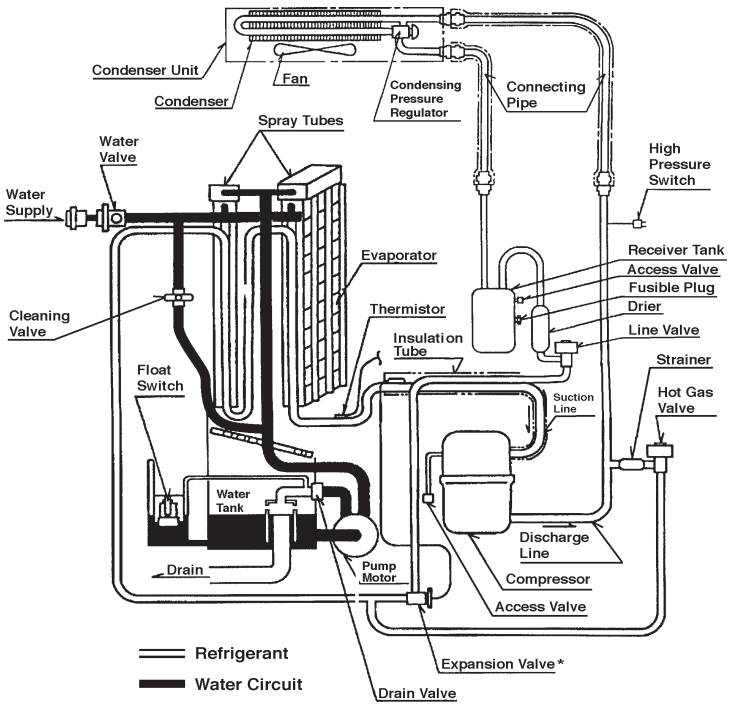 Condenser Unit
Fan
Condenser
Condensing
Pressure
Regulator
Connecting
Pipe
Spray Tubes
Water
Valve
Water
Supply
High
Pressure
Switch
Evaporator
Receiver Tank
Access Valve
Fusible Plug
Drier
Line Valve
Cleaning
Valve
Thermistor
Insulation
Tube
Strainer
Float
Switch
Suction
Line
Hot Gas
Valve
Water
Tank
Discharge
Line
Drain
Pump
Motor
Compressor
Access Valve
Refrigerant
Expansion Valve*
Water Circuit
Drain Valve